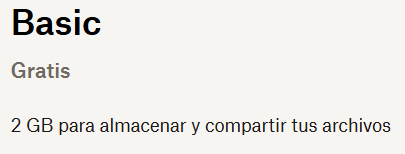 Basic
Gratis
2 GB para almacenar y compartir tus archivos